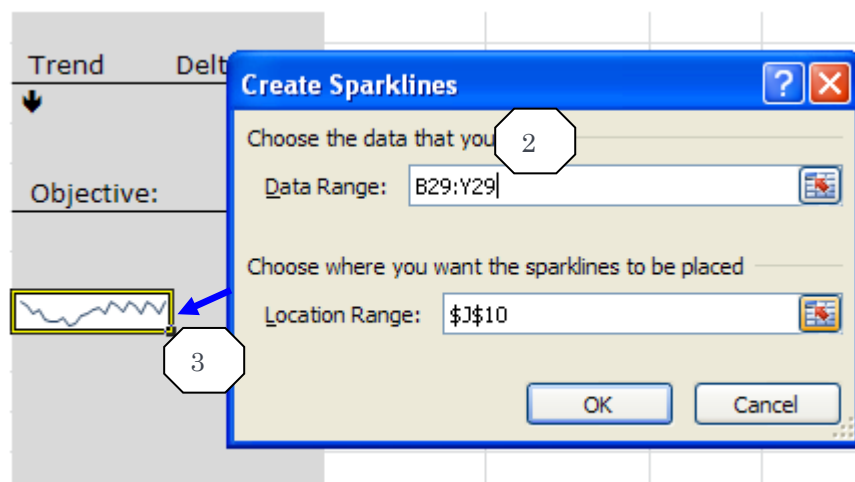 Trend Delt
Create Sparklines
?
Choose the data that you
2
Data Range: B29:Y29
Objective:
Choose where you want the sparklines to be placed
Location Range: $J$10
3
OK Cancel